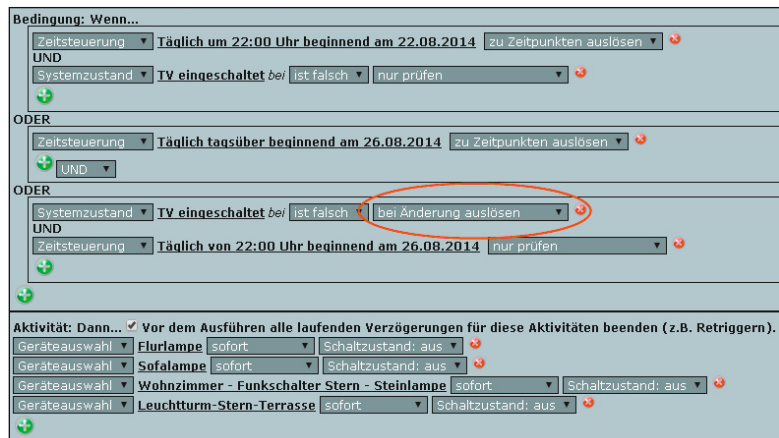 Bedingung: Wenn...
Zeitsteuerung Täglich um 22:00 Uhr beginnend am 22.08.2014 zu Zeitpunkten auslösen
UND
Systemzustand TV eingeschaltet bei ist falsch nur prüfen
ODER
Zeitsteuerung Täglich tagsüber beginnend am 26.08.2014 zu Zeitpunkten auslösen
UND
ODER
Systemzustand TV eingeschaltet bei ist falsch bei Änderung auslösen
UND
Zeitsteuerung Täglich von 22:00 Uhr beginnend am 26.08.2014 nur prüfen
Aktivität: Dann... Vor dem Ausführen alle laufenden Verzögerungen für diese Aktivitäten beenden (z.B. Retriggern).
Geräteauswahl Flurlampe sofort Schaltzustand: aus
Geräteauswahl Sofalampe sofort Schaltzustand: aus
Geräteauswahl Wohnzimmer - Funkschalter Stern - Steinlampe sofort Schaltzustand: aus
Geräteauswahl Leuchtturm-Stern-Terrasse sofort Schaltzustand: aus